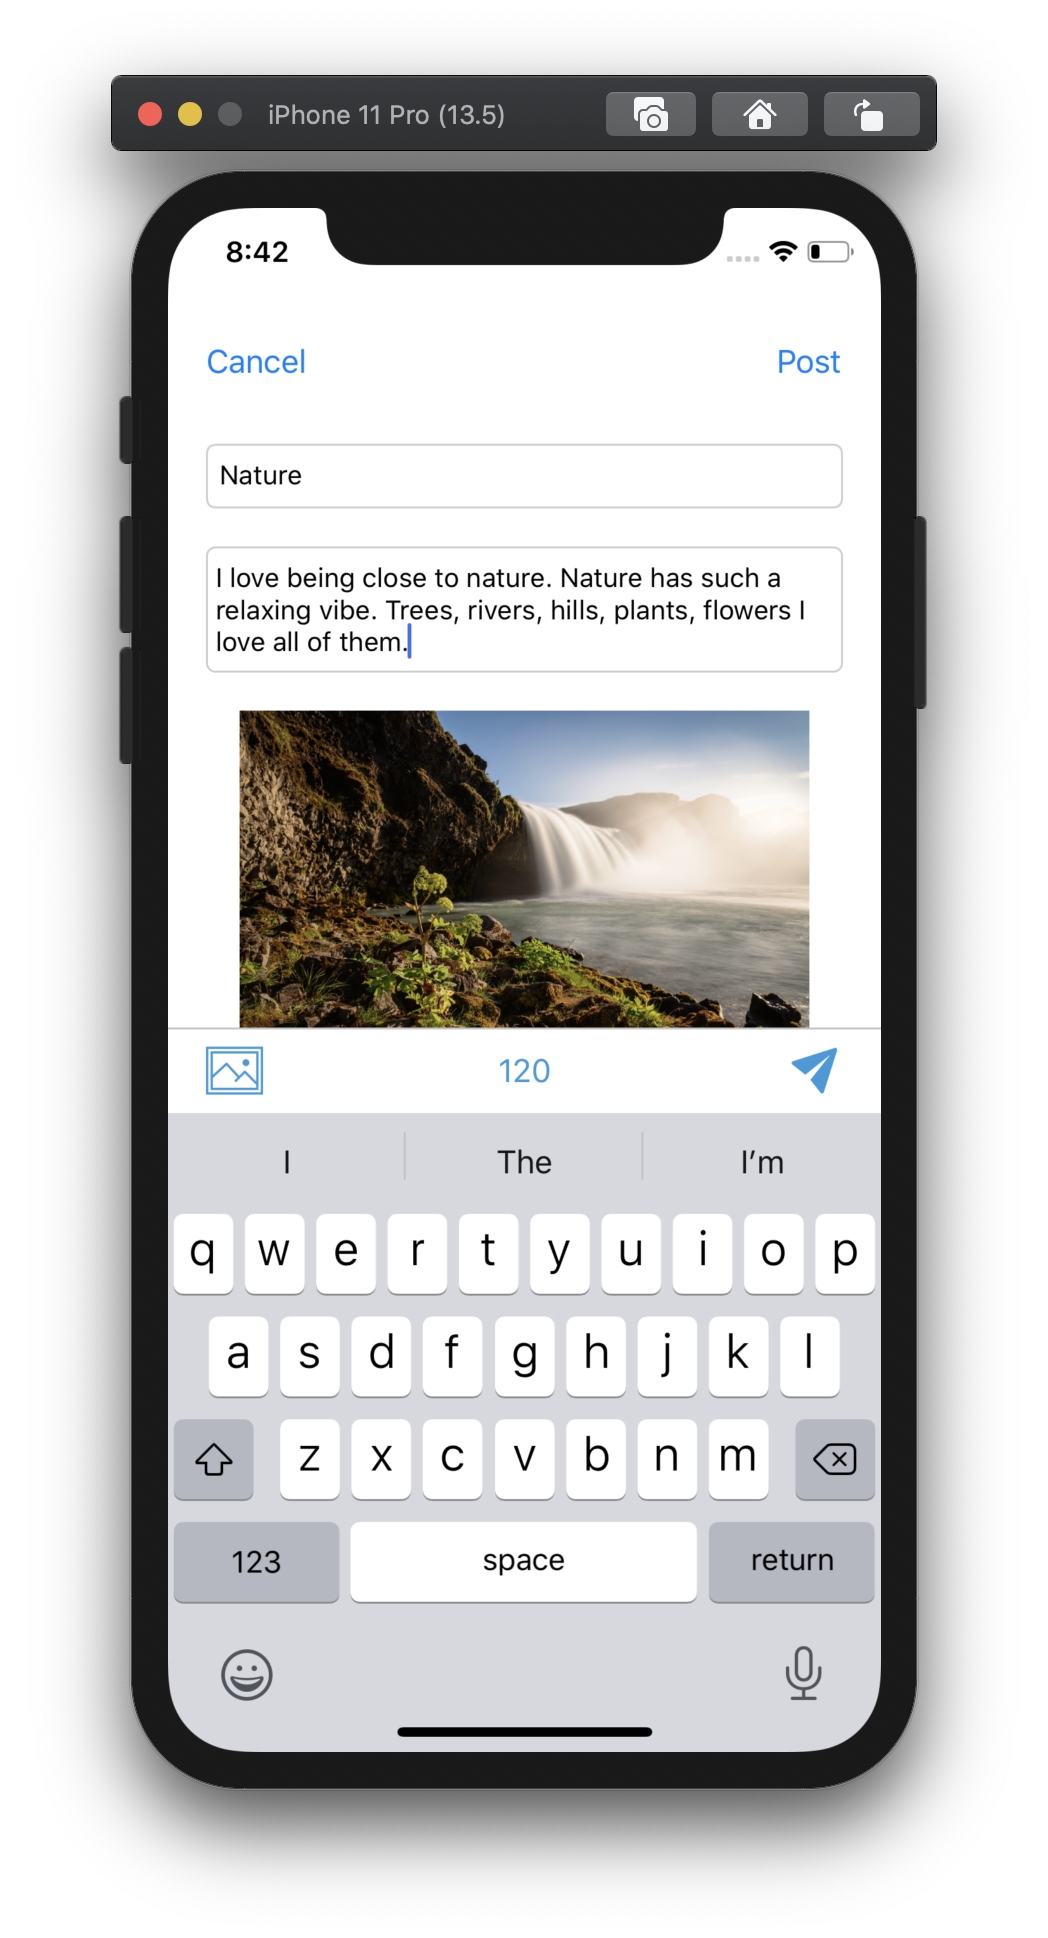 iPhone 11 Pro (13.5)
8:42
Cancel
Post
Nature
I love being close to nature. Nature has such a
relaxing vibe. Trees, rivers, hills, plants, flowers I
love all of them.
120
I
The
I'm
q w e r t y u i o p
a s d f g h j k l
z x c v b n m
123
space
return